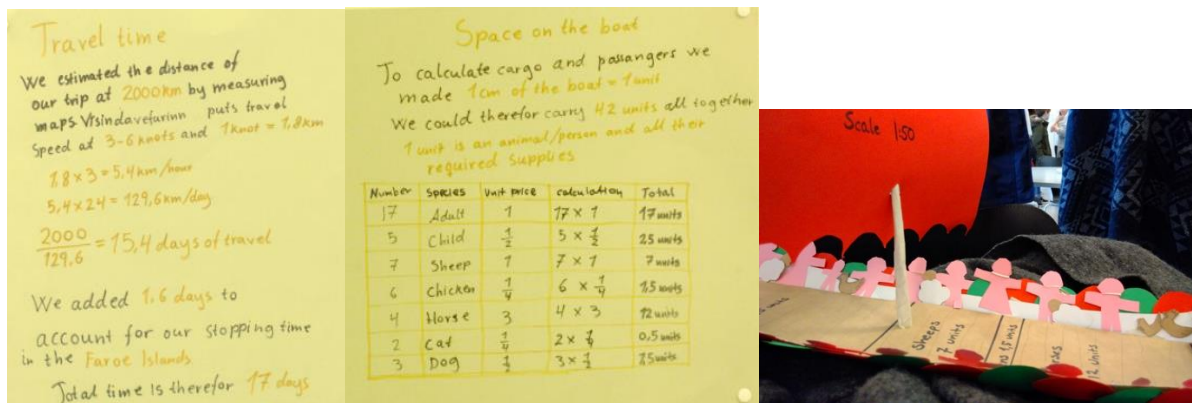 Travel time
We estimated the distance of
our trip at 2000km by measuring
maps. puts travel
speed at 3-6 knots and 1 knot = 1,8km
1,8 x 3 = 5,4 km/hour
5,4 x 24 = 129,6 km/day
2000
129,6
= 15,4 days of travel
We added 1,6 days to
account for our stopping time
in the Faroe Islands
Total time is therefor 17 days
Space on the boat
To calculate cargo and passangers we
made 1cm of the boat = 1 unit
We could therefor carry 42 units all together
1 unit is an animal/person and all their
required supplies
Number Species Unit price calculation Total
17 Adult 1 17 x 1 17 units
5 Child 1/2 5 x 1/2 2,5 units
7 Sheep 1 7 x 1 7 units
6 Chicken 1/4 6 x 1/4 1,5 units
4 Horse 3 4 x 3 12 units
2 Cat 1/4 2 x 1/4 0,5 units
3 Dog 1/2 3 x 1/2 1,5 units
Scale 1:50
Sheeps
7 units
12 units